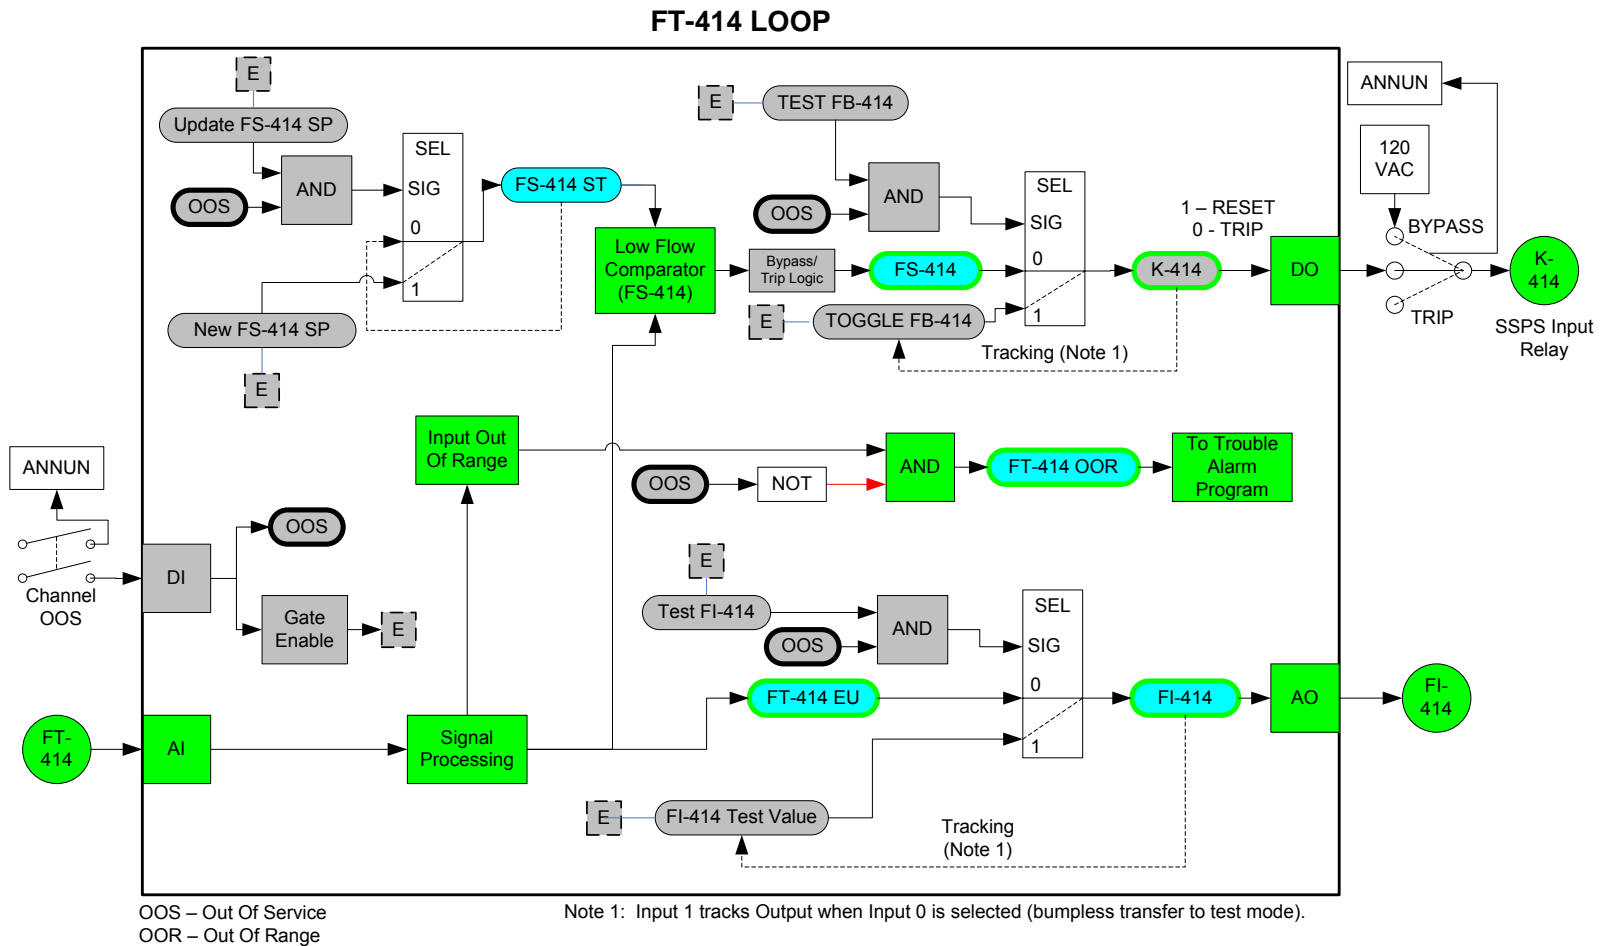 FT-414 LOOP
E
Update FS-414 SP
OOS
AND
SEL
SIG
0
1
FS-414 ST
New FS-414 SP
E
Low Flow
Comparator
(FS-414)
E
TEST FB-414
OOS
AND
Bypass/
Trip Logic
FS-414
E
TOGGLE FB-414
SEL
SIG
0
1
Tracking (Note 1)
K-414
1 – RESET
0 - TRIP
DO
ANNUN
120
VAC
BYPASS
TRIP
K-
414
SSPS Input
Relay
Input Out
Of Range
OOS
NOT
AND
FT-414 OOR
To Trouble
Alarm
Program
ANNUN
Channel
OOS
DI
OOS
Gate
Enable
E
E
Test FI-414
OOS
AND
SEL
SIG
0
1
FT-
414
AI
Signal
Processing
FT-414 EU
FI-414
AO
FI-
414
E
FI-414 Test Value
Tracking
(Note 1)
OOS – Out Of Service
OOR – Out Of Range
Note 1: Input 1 tracks Output when Input 0 is selected (bumpless transfer to test mode).